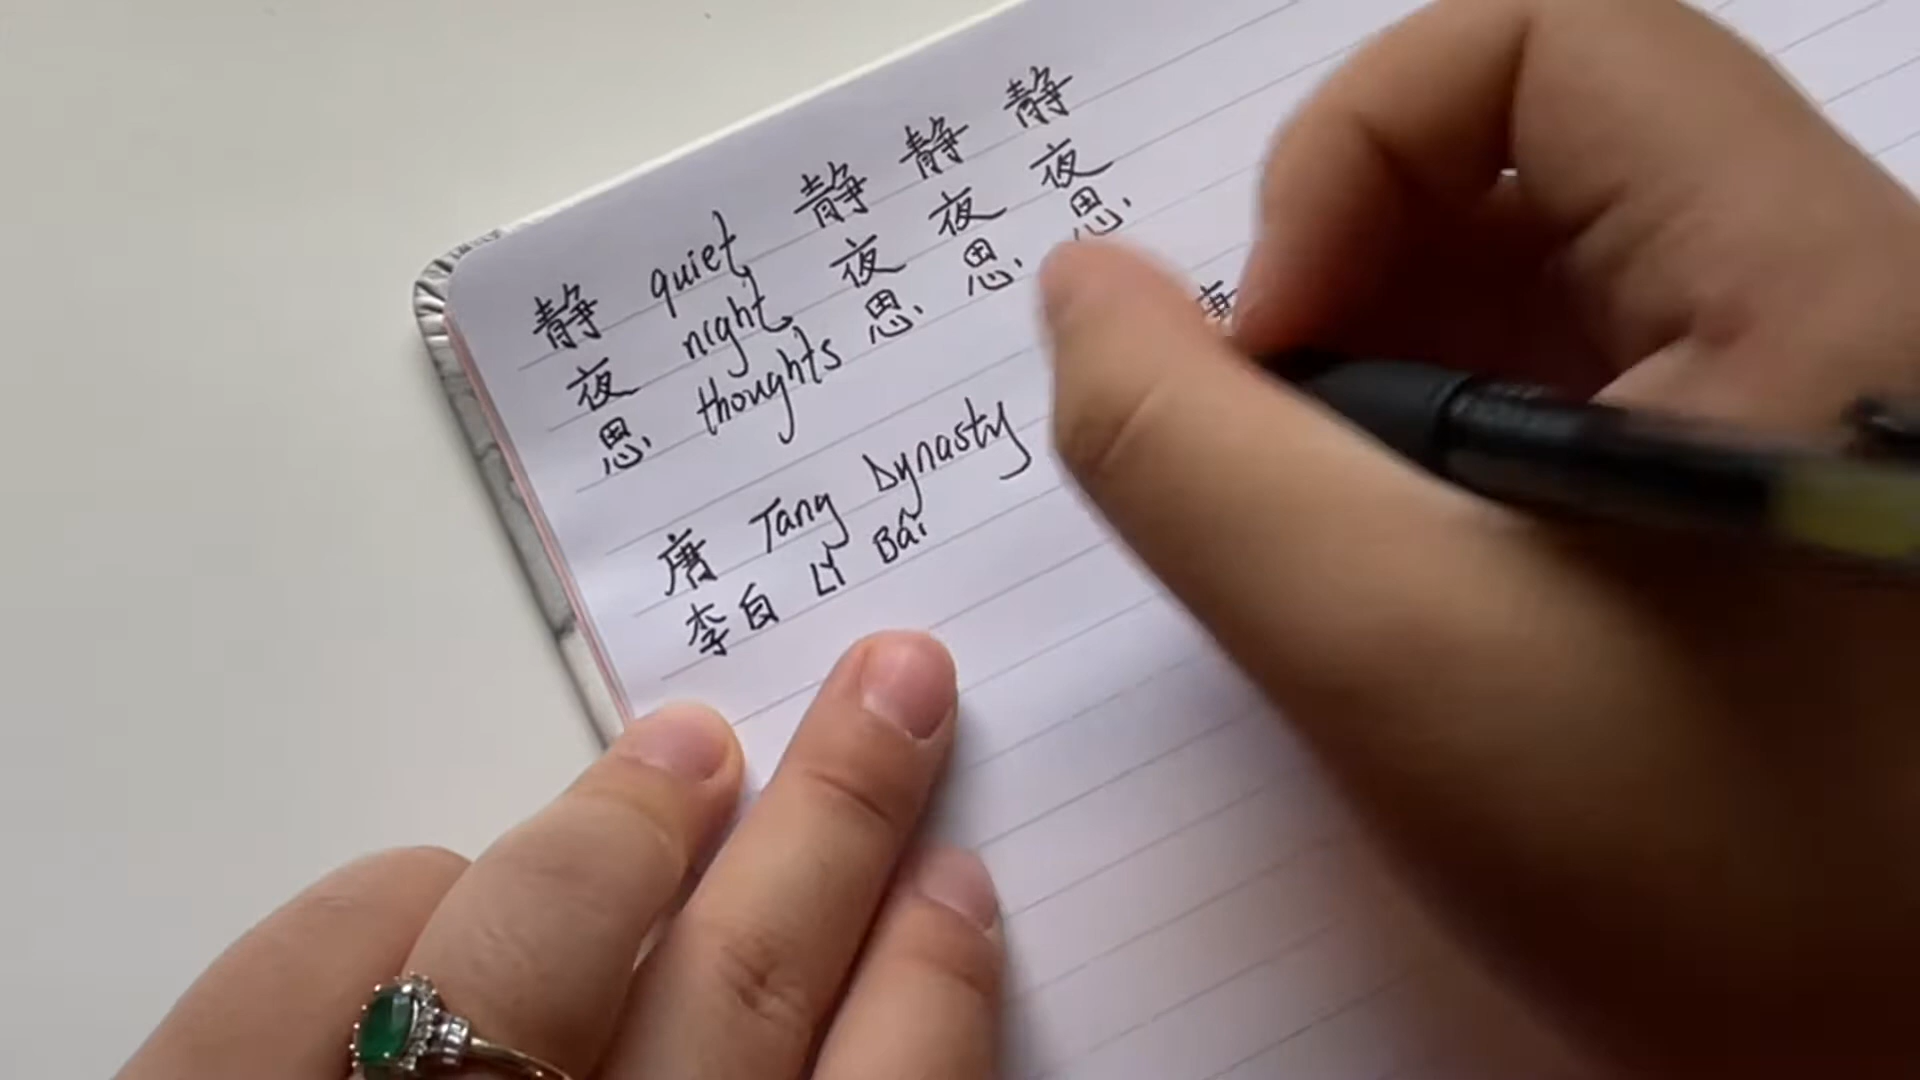 静 quiet 静 静 静
夜 night 夜 夜 夜
思 thoughts 思 思 思
唐 Tang Dynasty 唐
李白 Lǐ Bái